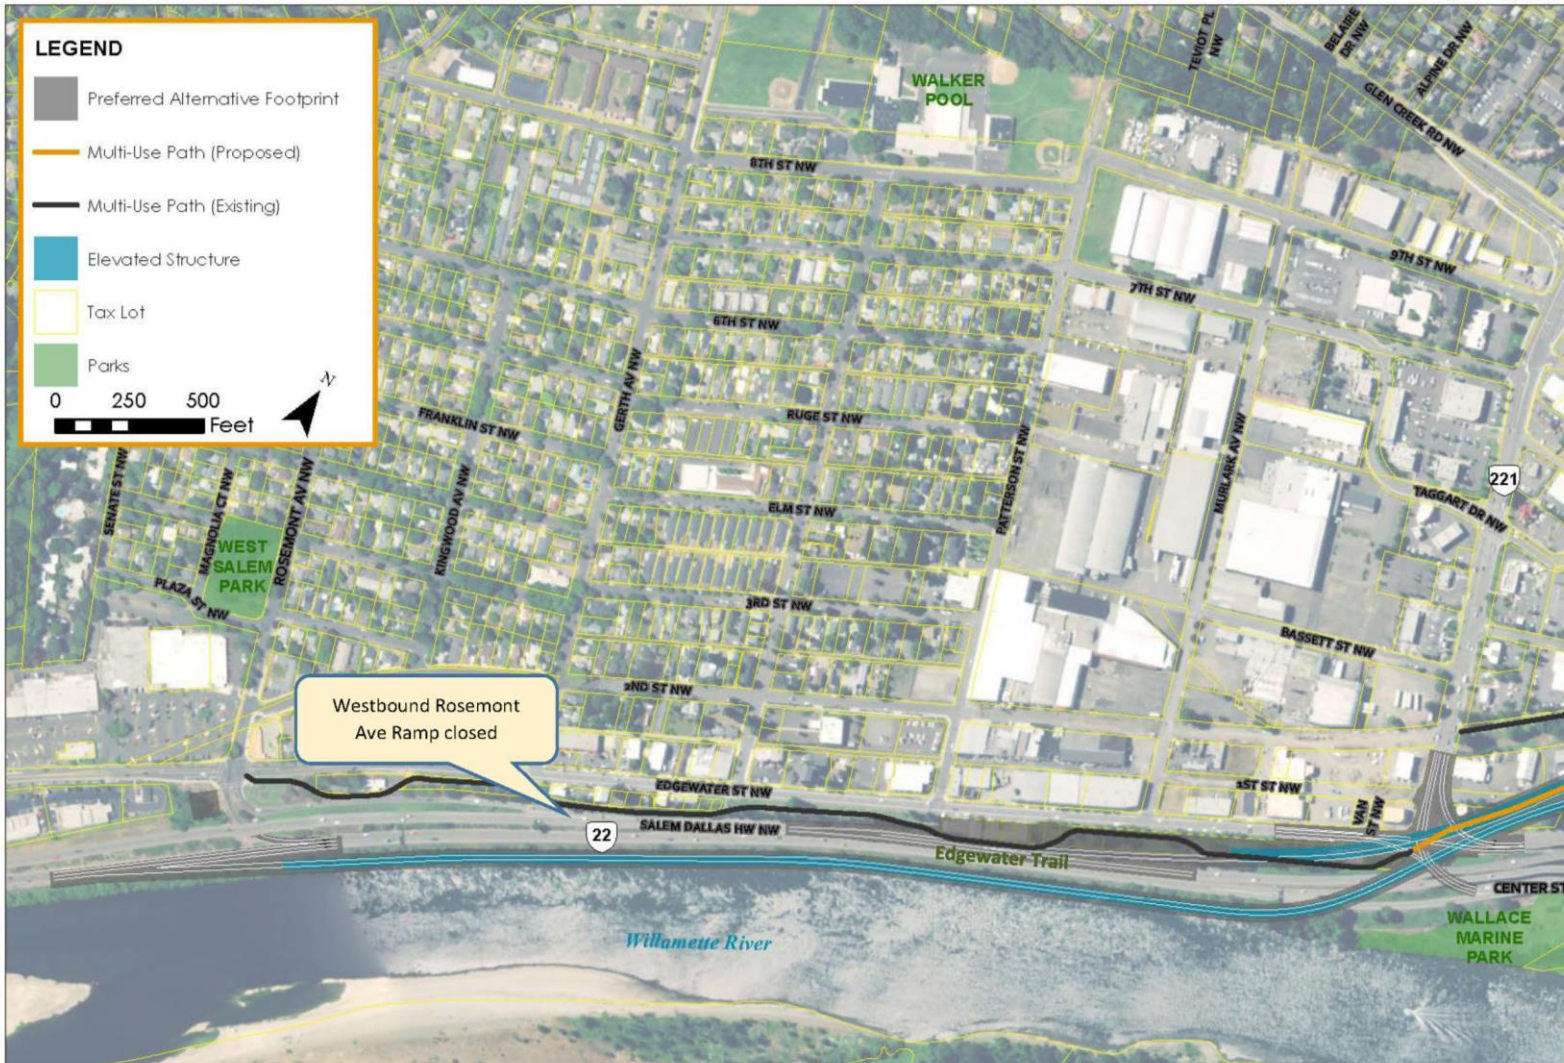 LEGEND
Preferred Alternative Footprint
Multi-Use Path (Proposed)
Multi-Use Path (Existing)
Elevated Structure
Tax Lot
Parks
N
0 250 500
Feet
WALKER
POOL
TEVIOT PL
NW
BELAIRE
DR NW
ALPINE DR NW
GLEN CREEK RD NW
8TH ST NW
9TH ST NW
7TH ST NW
6TH ST NW
GERTH AV NW
RUGE ST NW
FRANKLIN ST NW
PATTERSON ST NW
MURLARK AV NW
221
TAGGART DR NW
SENATE ST NW
MAGNOLIA CT NW
ROSEMONT AV NW
KINGWOOD AV NW
ELM ST NW
WEST
SALEM
PARK
PLAZA ST NW
3RD ST NW
BASSETT ST NW
2ND ST NW
Westbound Rosemont
Ave Ramp closed
EDGEWATER ST NW
1ST ST NW
VAN
ST NW
22
SALEM DALLAS HW NW
Edgewater Trail
CENTER ST
WALLACE
MARINE
PARK
Willamette River